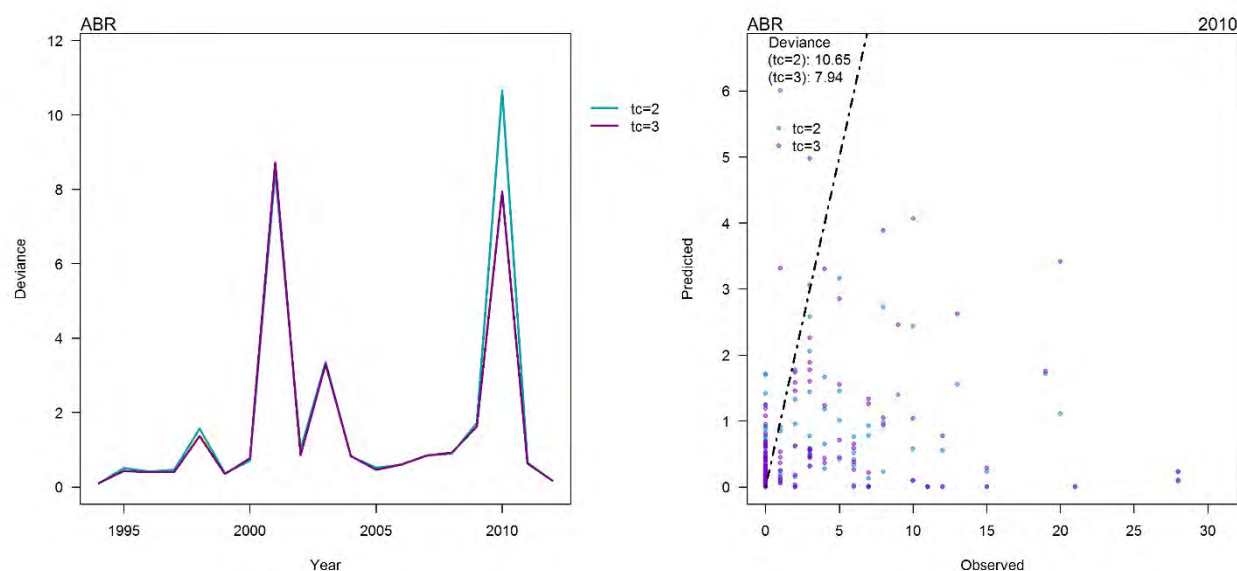 ABR
12
10
8
6
4
2
0
Deviance
1995
2000
2005
2010
Year
tc=2
tc=3
ABR
2010
Deviance
(tc=2): 10.65
(tc=3): 7.94
tc=2
tc=3
6
5
4
3
2
1
0
Predicted
0
5
10
15
20
25
30
Observed